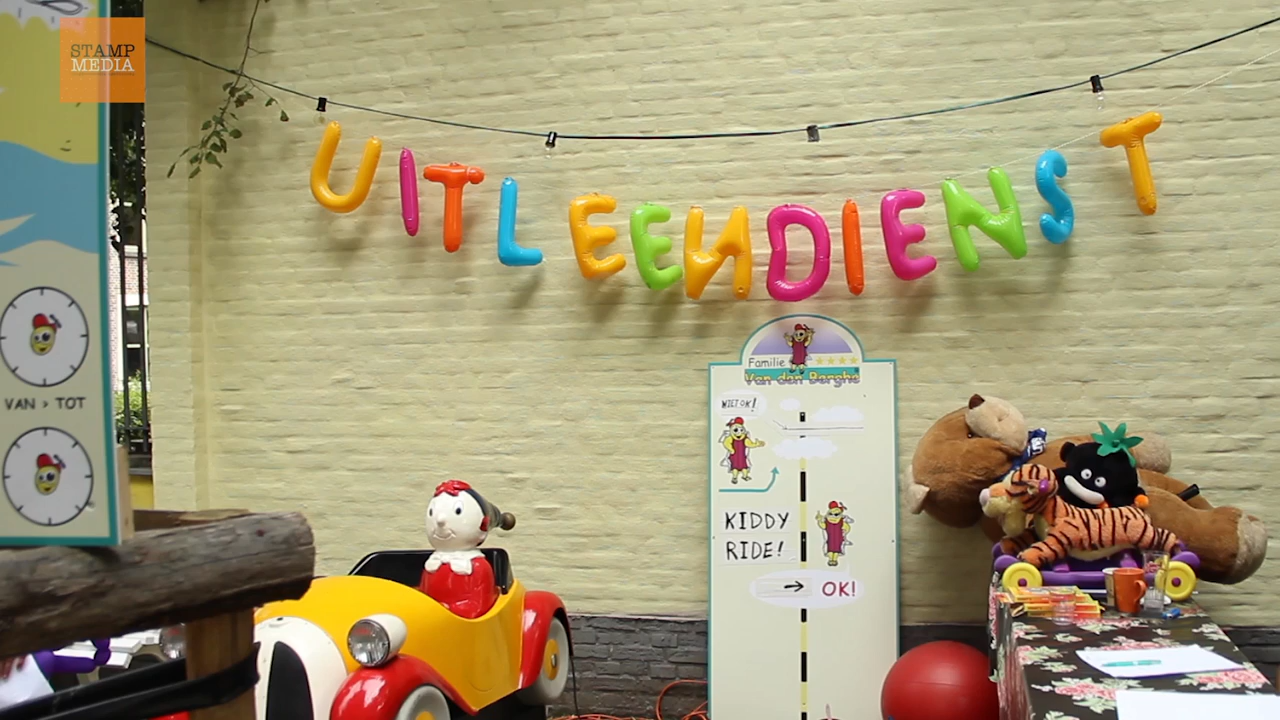 STAMP
MEDIA
UITLEENDIENST
VAN > TOT
Familie
Van den Berghe
NIET OK!
KIDDY
RIDE!
→ OK!